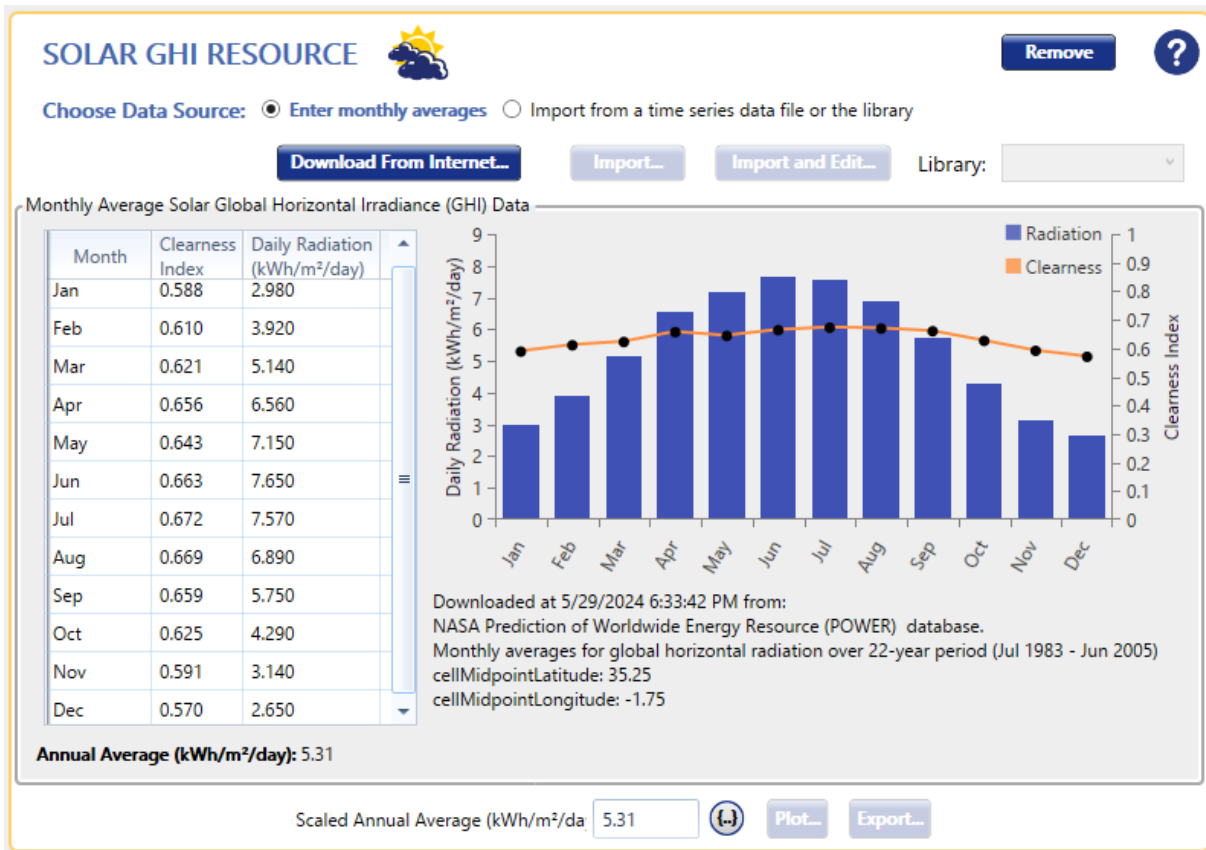 SOLAR GHI RESOURCE
Remove
?
Choose Data Source: Enter monthly averages Import from a time series data file or the library
Download From Internet... Import... Import and Edit... Library:
Monthly Average Solar Global Horizontal Irradiance (GHI) Data
Month Clearness Index Daily Radiation (kWh/m²/day)
Jan 0.588 2.980
Feb 0.610 3.920
Mar 0.621 5.140
Apr 0.656 6.560
May 0.643 7.150
Jun 0.663 7.650
Jul 0.672 7.570
Aug 0.669 6.890
Sep 0.659 5.750
Oct 0.625 4.290
Nov 0.591 3.140
Dec 0.570 2.650
Annual Average (kWh/m²/day): 5.31
Daily Radiation (kWh/m²/day)
9
8
7
6
5
4
3
2
1
0
Radiation
Clearness
1
0.9
0.8
0.7
0.6
0.5
0.4
0.3
0.2
0.1
0
Clearness Index
Jan Feb Mar Apr May Jun Jul Aug Sep Oct Nov Dec
Downloaded at 5/29/2024 6:33:42 PM from:
NASA Prediction of Worldwide Energy Resource (POWER) database.
Monthly averages for global horizontal radiation over 22-year period (Jul 1983 - Jun 2005)
cellMidpointLatitude: 35.25
cellMidpointLongitude: -1.75
Scaled Annual Average (kWh/m²/da 5.31 {..} Plot... Export...